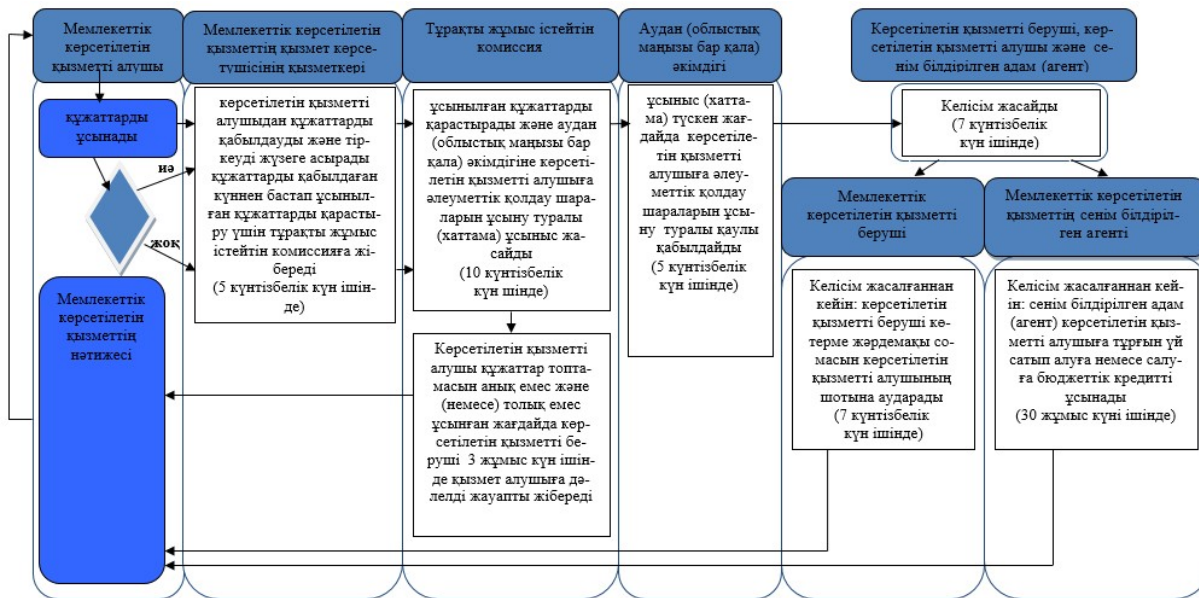 Мемлекеттік
көрсетілетін
қызметті алушы
Мемлекеттік көрсетілетін
қызметтің қызмет көрсе-
түшісінің қызметкері
Тұрақты жұмыс істейтін
комиссия
Аудан (облыстық
маңызы бар қала)
әкімдігі
Көрсетілетін қызметті беруші, көр-
сетілетін қызметті алушы және се-
нім білдірілген адам (агент)
құжаттарды
ұсынады
иә
жоқ
көрсетілетін қызметті
алушыдан құжаттарды
қабылдауды және тір-
кеуді жүзеге асырады
құжаттарды қабылдаған
күннен бастап ұсыныл-
ған құжаттарды қарасты-
ру үшін тұрақты жұмыс
істейтін комиссияға жі-
береді
(5 күнтізбелік күн ішін-
де)
ұсынылған құжаттарды
қарастырады және аудан
(облыстық маңызы бар
қала) әкімдігіне көрсеті-
летін қызметті алушыға
әлеуметтік қолдау шара-
ларын ұсыну туралы
(хаттама) ұсыныс жа-
сайды
(10 күнтізбелік
күн шінде)
ұсыныс (хатта-
ма) түскен жағ-
дайда көрсетіле-
тін қызметті
алушыға әлеу-
меттік қолдау
шараларын ұсы-
ну туралы қаулы
қабылдайды
(5 күнтізбелік
күн ішінде)
Келісім жасайды
(7 күнтізбелік
күн ішінде)
Мемлекеттік
көрсетілетін қызметті
беруші
Мемлекеттік көрсетілетін
қызметтің сенім білдіріл-
ген агенті
Мемлекеттік
көрсетілетін
қызметтің
нәтижесі
Көрсетілетін қызметті
алушы құжаттар топта-
масын анық емес және
(немесе) толық емес
ұсынған жағдайда көр-
сетілетін қызметті бе-
руші 3 жұмыс күн ішін-
де қызмет алушыға дә-
лелді жауапты жібереді
Келісім жасалғаннан
кейін: көрсетілетін
қызметті беруші кө-
терме жәрдемақы со-
масын көрсетілетін
қызметті алушының
шотына аударады
(7 күнтізбелік
күн ішінде)
Келісім жасалғаннан кей-
ін: сенім білдірілген адам
(агент) көрсетілетін қыз-
метті алушыға тұрғын үй
сатып алуға немесе салу-
ға бюджеттік кредитті
ұсынады
(30 жұмыс күні ішінде)